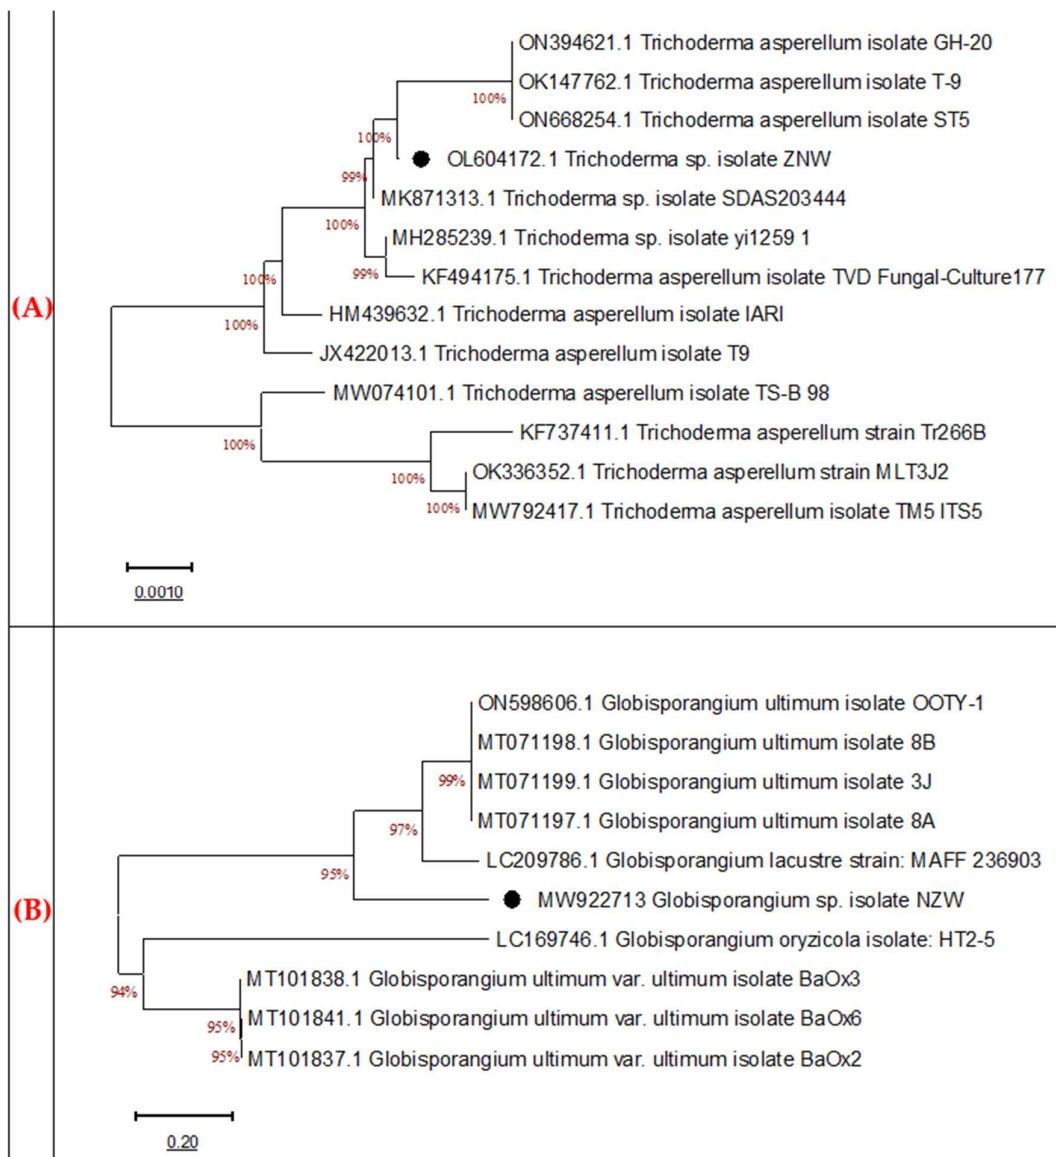 ON394621.1 Trichoderma asperellum isolate GH-20
OK147762.1 Trichoderma asperellum isolate T-9
100%
ON668254.1 Trichoderma asperellum isolate ST5
100%
OL604172.1 Trichoderma sp. isolate ZNW
99%
MK871313.1 Trichoderma sp. isolate SDAS203444
100%
MH285239.1 Trichoderma sp. isolate yi1259 1
99%
KF494175.1 Trichoderma asperellum isolate TVD Fungal-Culture177
100%
(A)
HM439632.1 Trichoderma asperellum isolate IARI
100%
JX422013.1 Trichoderma asperellum isolate T9
MW074101.1 Trichoderma asperellum isolate TS-B 98
100%
KF737411.1 Trichoderma asperellum strain Tr266B
100%
OK336352.1 Trichoderma asperellum strain MLT3J2
100%
MW792417.1 Trichoderma asperellum isolate TM5 ITS5
0.0010
ON598606.1 Globisporangium ultimum isolate OOTY-1
MT071198.1 Globisporangium ultimum isolate 8B
99%
MT071199.1 Globisporangium ultimum isolate 3J
97%
MT071197.1 Globisporangium ultimum isolate 8A
LC209786.1 Globisporangium lacustre strain: MAFF 236903
95%
(B)
MW922713 Globisporangium sp. isolate NZW
LC169746.1 Globisporangium oryzicola isolate: HT2-5
94%
MT101838.1 Globisporangium ultimum var. ultimum isolate BaOx3
95%
MT101841.1 Globisporangium ultimum var. ultimum isolate BaOx6
95%
MT101837.1 Globisporangium ultimum var. ultimum isolate BaOx2
0.20